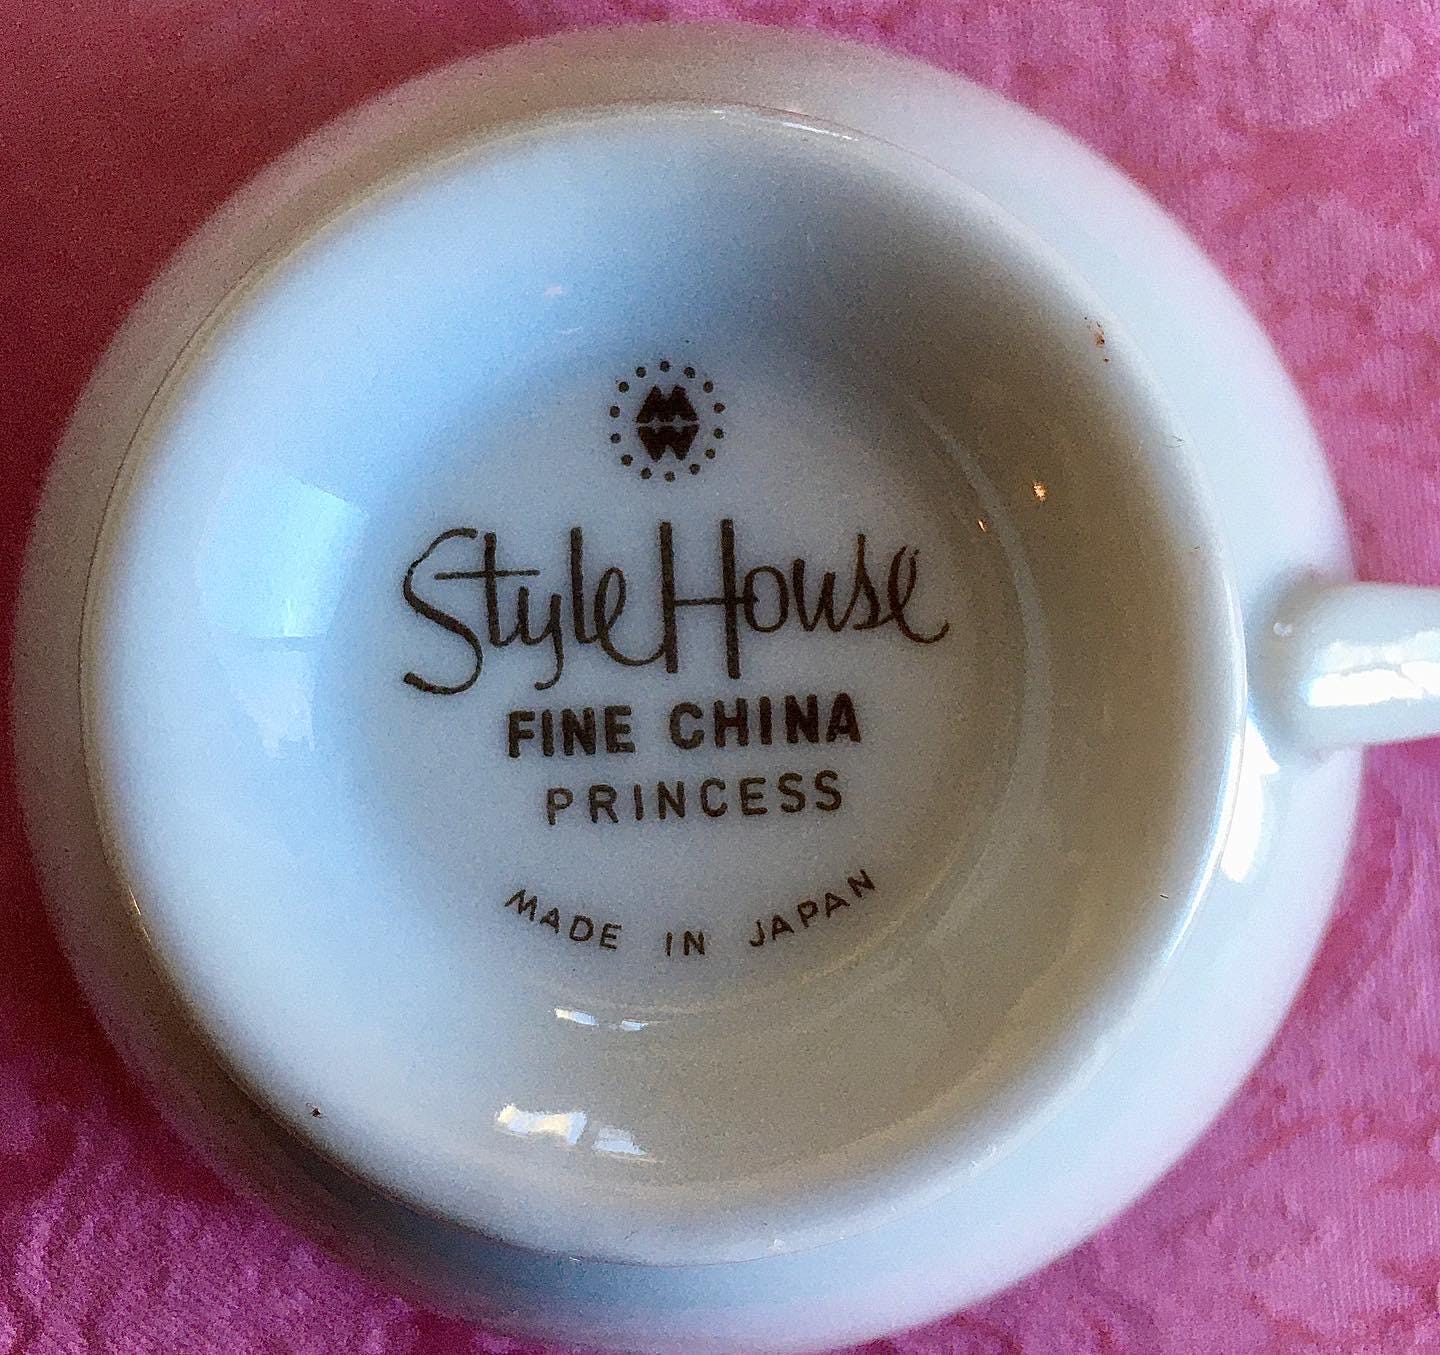 M
W
Style House
FINE CHINA
PRINCESS
MADE IN JAPAN